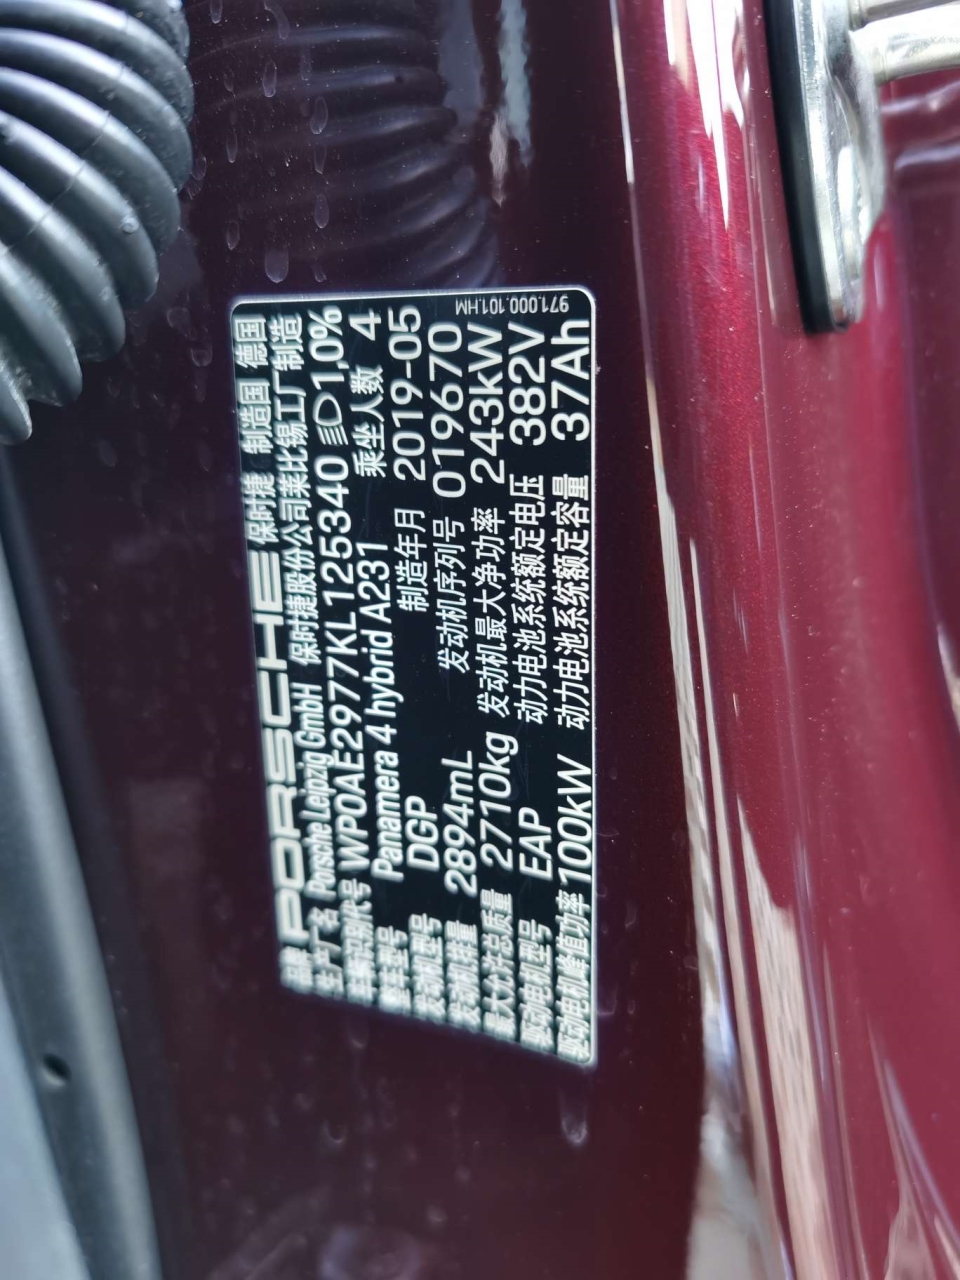 品牌 PORSCHE 保时捷 制造国 德国
生产厂名 Porsche Leipzig GmbH 保时捷股份公司莱比锡工厂制造
车辆识别代号 WP0AE2977KL125340 1,0%
整车型号 Panamera 4 hybrid A231 乘坐人数 4
发动机型号 DGP 制造年月 2019-05
发动机排量 2894mL 发动机序列号 019670
最大允许总质量 2710kg 发动机最大净功率 243kW
驱动电机型号 EAP 动力电池系统额定电压 382V
驱动电机峰值功率 100kW 动力电池系统额定容量 37Ah
971.000.101.HM